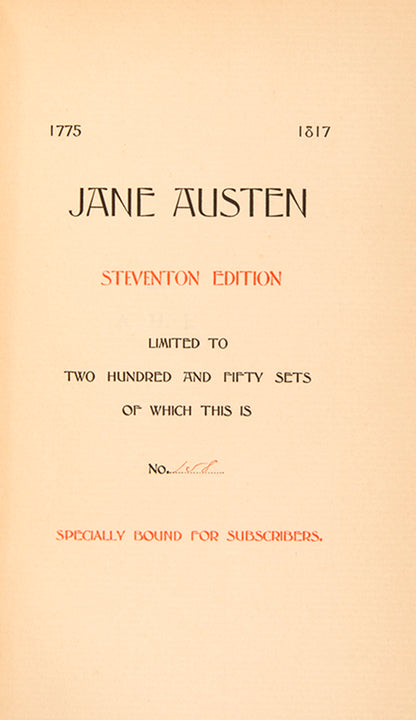 1775 1817
JANE AUSTEN
STEVENTON EDITION
LIMITED TO
TWO HUNDRED AND FIFTY SETS
OF WHICH THIS IS
No. 158
SPECIALLY BOUND FOR SUBSCRIBERS.